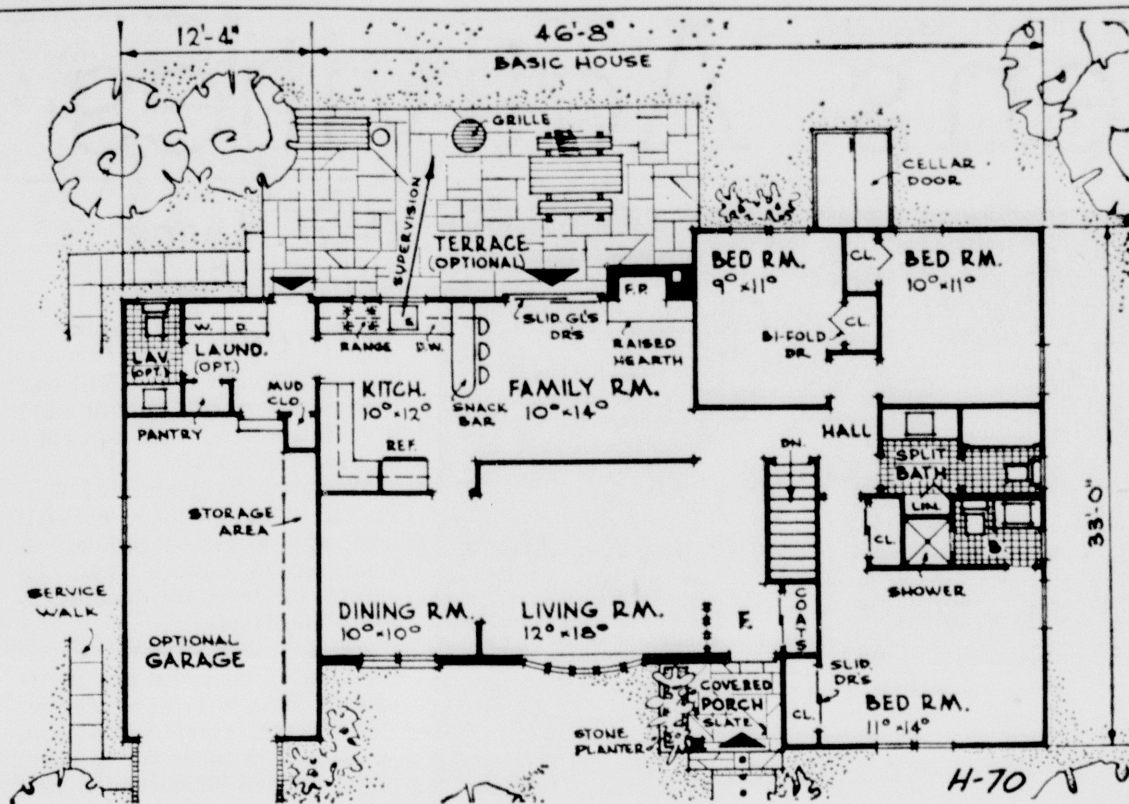 12'-4"
46'-8"
BASIC HOUSE
GRILLE
SUPERVISION
TERRACE
(OPTIONAL)
CELLAR
DOOR
F.P.
BED RM.
9⁰×11⁰
CL.
BED RM.
10⁰×11⁰
W.
D.
LAV.
(OPT.)
LAUND.
(OPT.)
RANGE
D.W.
SLID. GL'S
DR'S
RAISED
HEARTH
BI-FOLD
DR.
CL.
MUD
CLO.
KITCH.
10⁰×12⁰
SNACK
BAR
FAMILY RM.
10⁰×14⁰
PANTRY
REF.
HALL
DN.
SPLIT
BATH
LIN.
STORAGE
AREA
CL.
B
SHOWER
33'-0"
SERVICE
WALK
OPTIONAL
GARAGE
DINING RM.
10⁰×10⁰
LIVING RM.
12⁰×18⁰
F.
COATS
COVERED
PORCH
SLATE
SLID.
DR'S
CL.
BED RM.
11⁰×14⁰
STONE
PLANTER
H-70